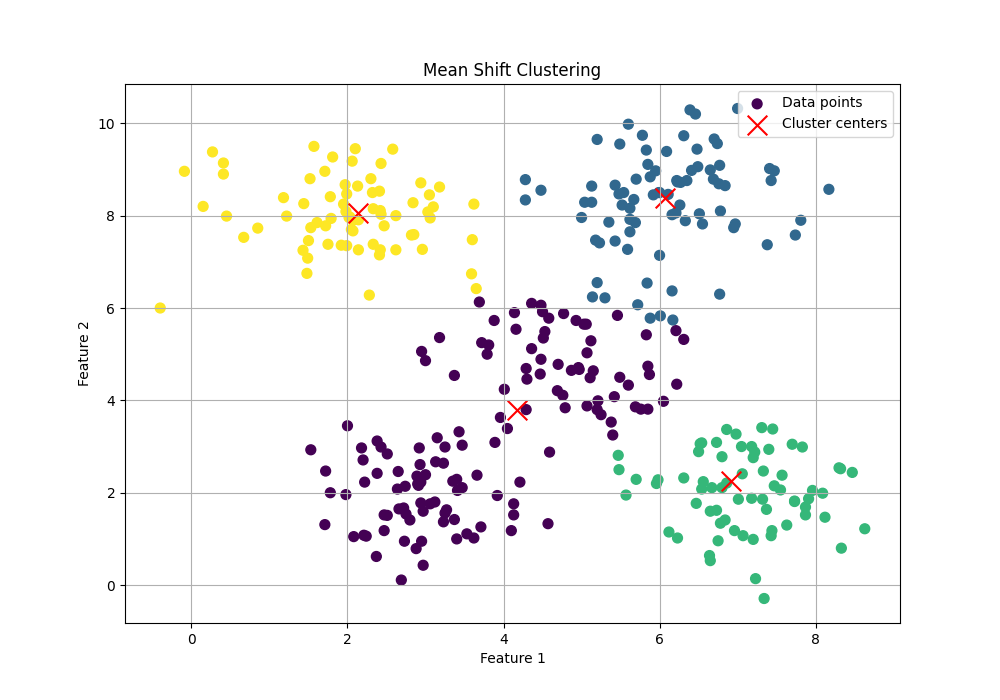 Mean Shift Clustering
Data points
Cluster centers
10
8
6
4
2
0
Feature 2
0 2 4 6 8
Feature 1